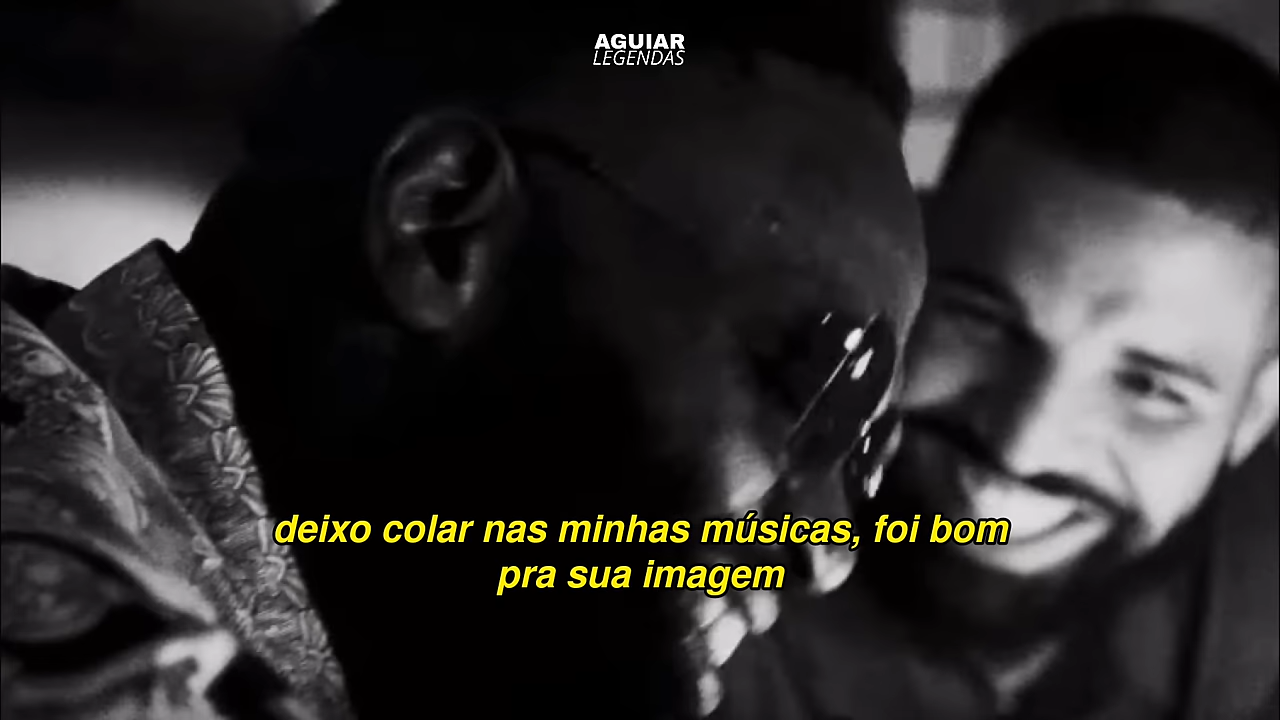 AGUIAR
LEGENDAS
deixo colar nas minhas músicas, foi bom
pra sua imagem